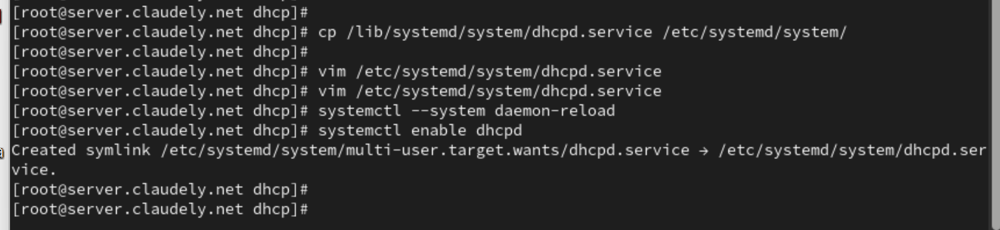 [root@server.claudely.net dhcp]#
[root@server.claudely.net dhcp]# cp /lib/systemd/system/dhcpd.service /etc/systemd/system/
[root@server.claudely.net dhcp]#
[root@server.claudely.net dhcp]# vim /etc/systemd/system/dhcpd.service
[root@server.claudely.net dhcp]# vim /etc/systemd/system/dhcpd.service
[root@server.claudely.net dhcp]# systemctl --system daemon-reload
[root@server.claudely.net dhcp]# systemctl enable dhcpd
Created symlink /etc/systemd/system/multi-user.target.wants/dhcpd.service → /etc/systemd/system/dhcpd.ser
vice.
[root@server.claudely.net dhcp]#
[root@server.claudely.net dhcp]#